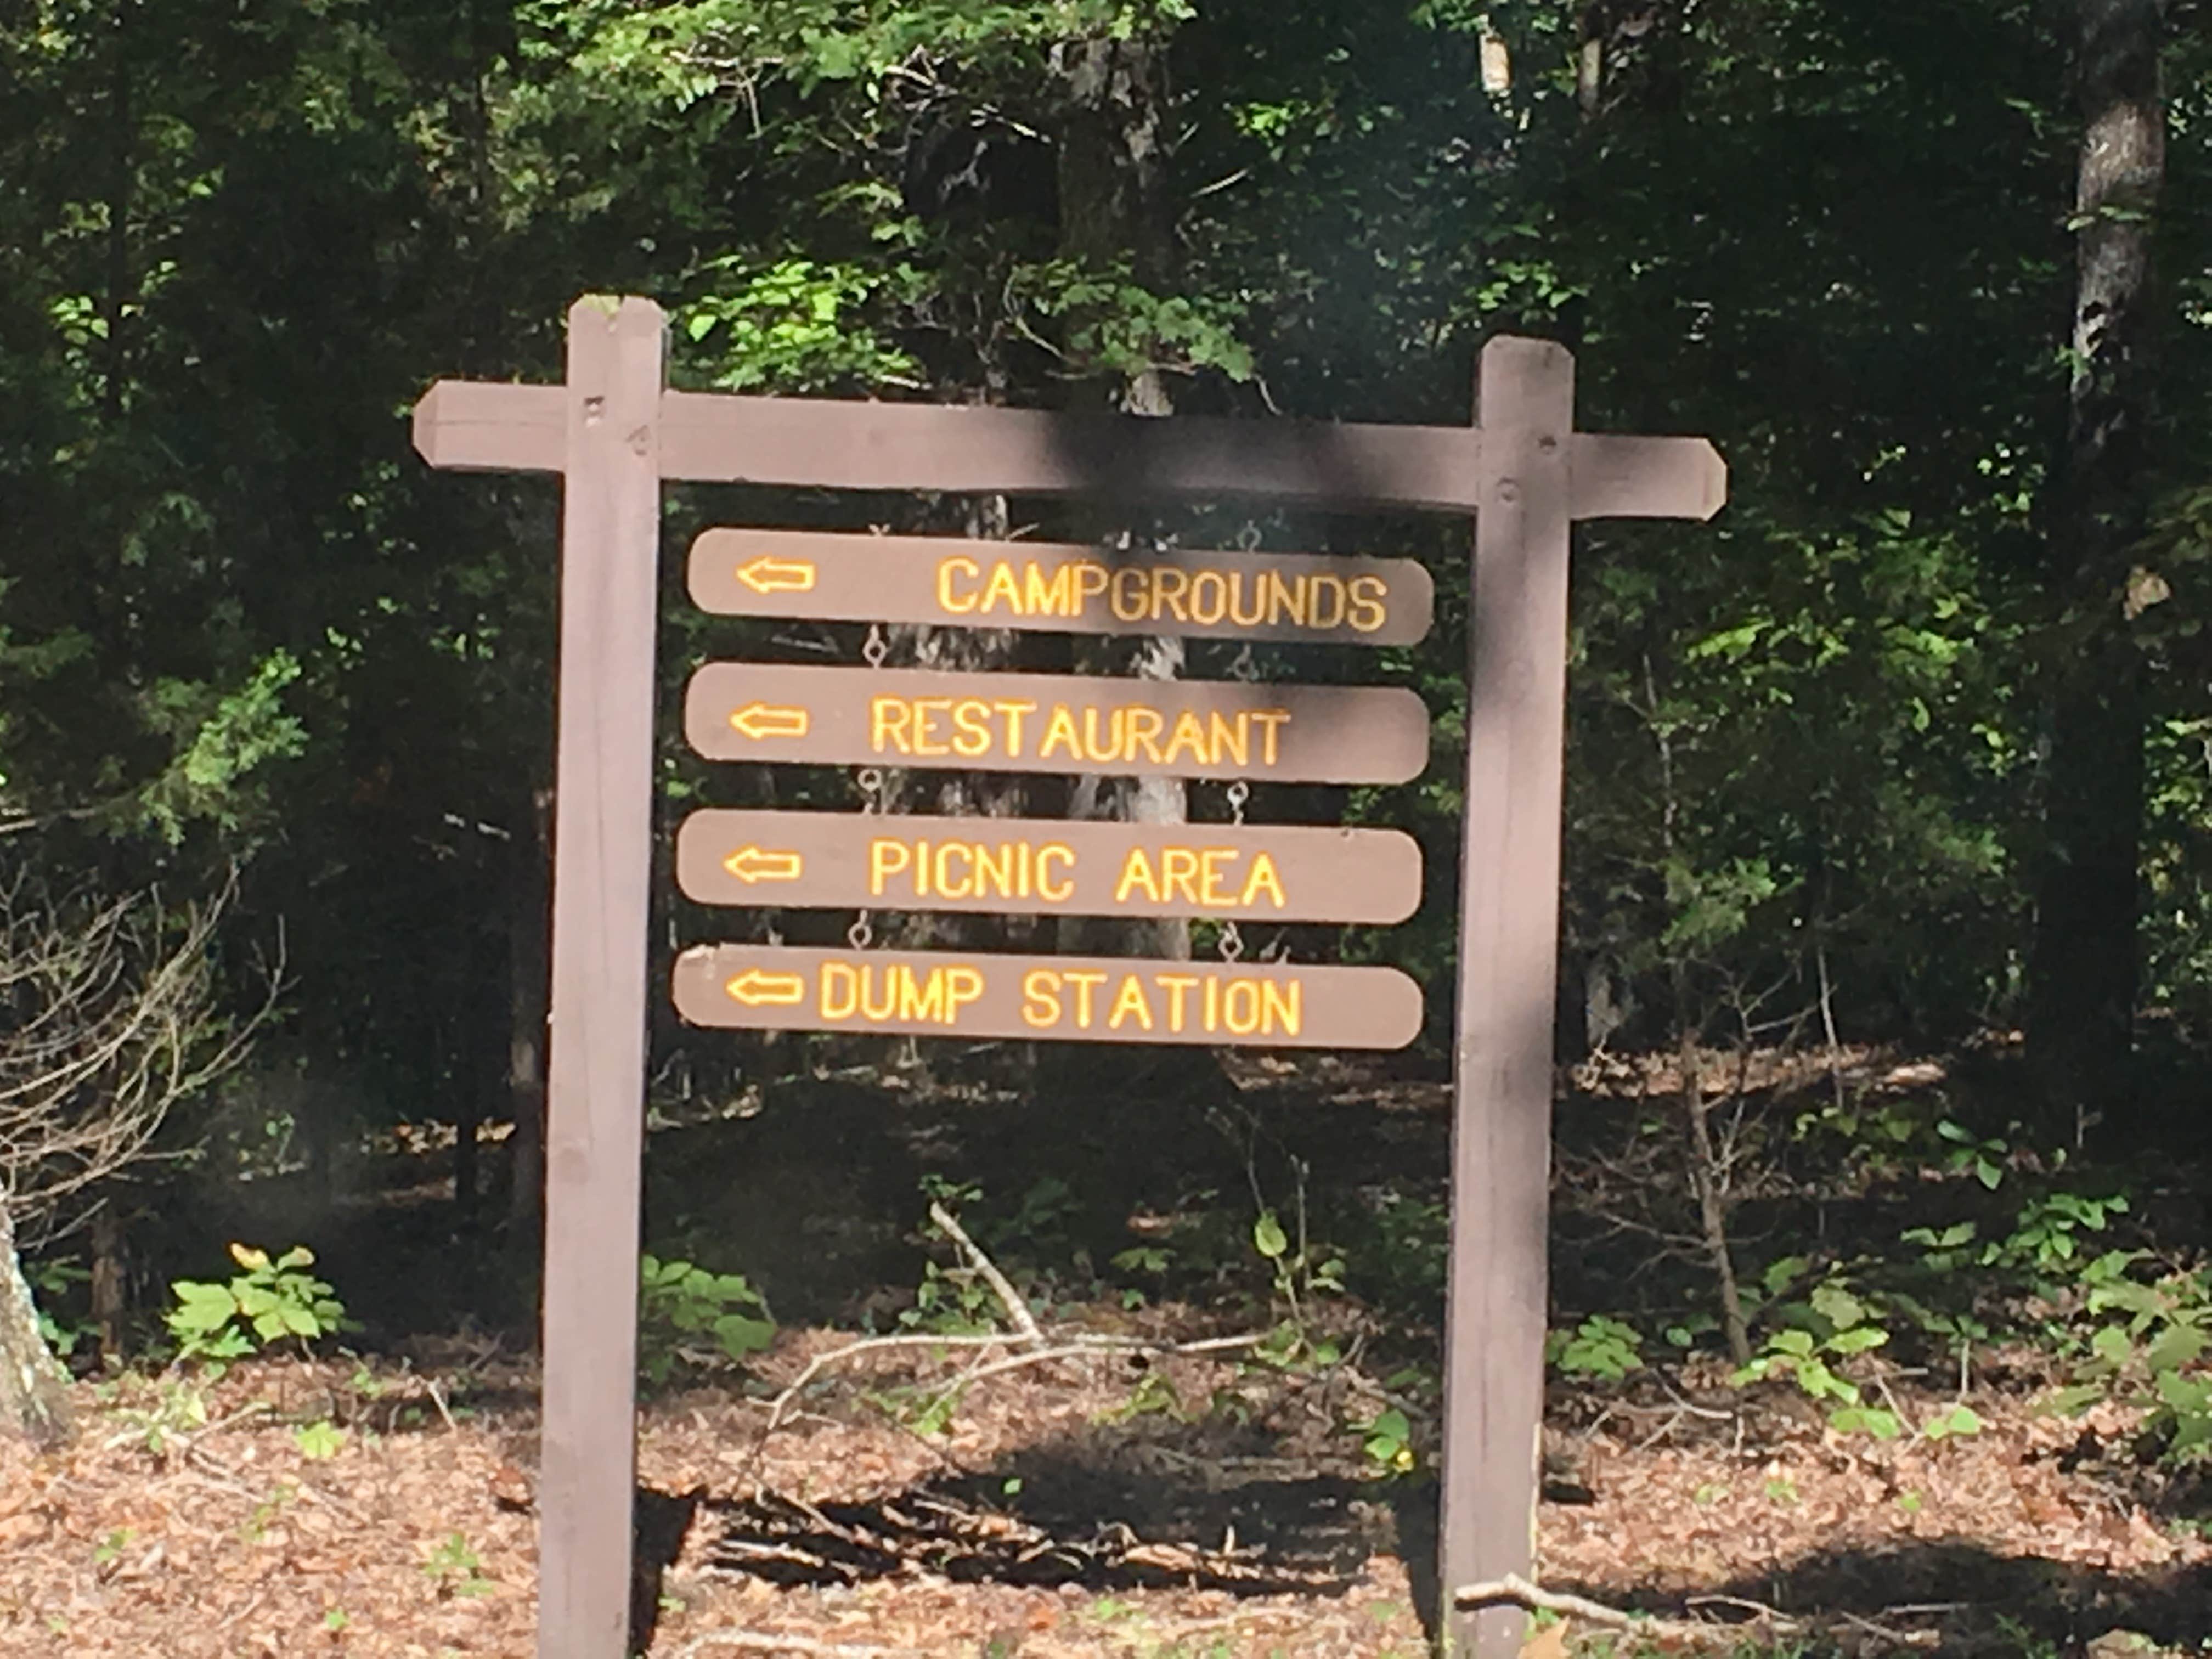 CAMPGROUNDS
RESTAURANT
PICNIC AREA
DUMP STATION